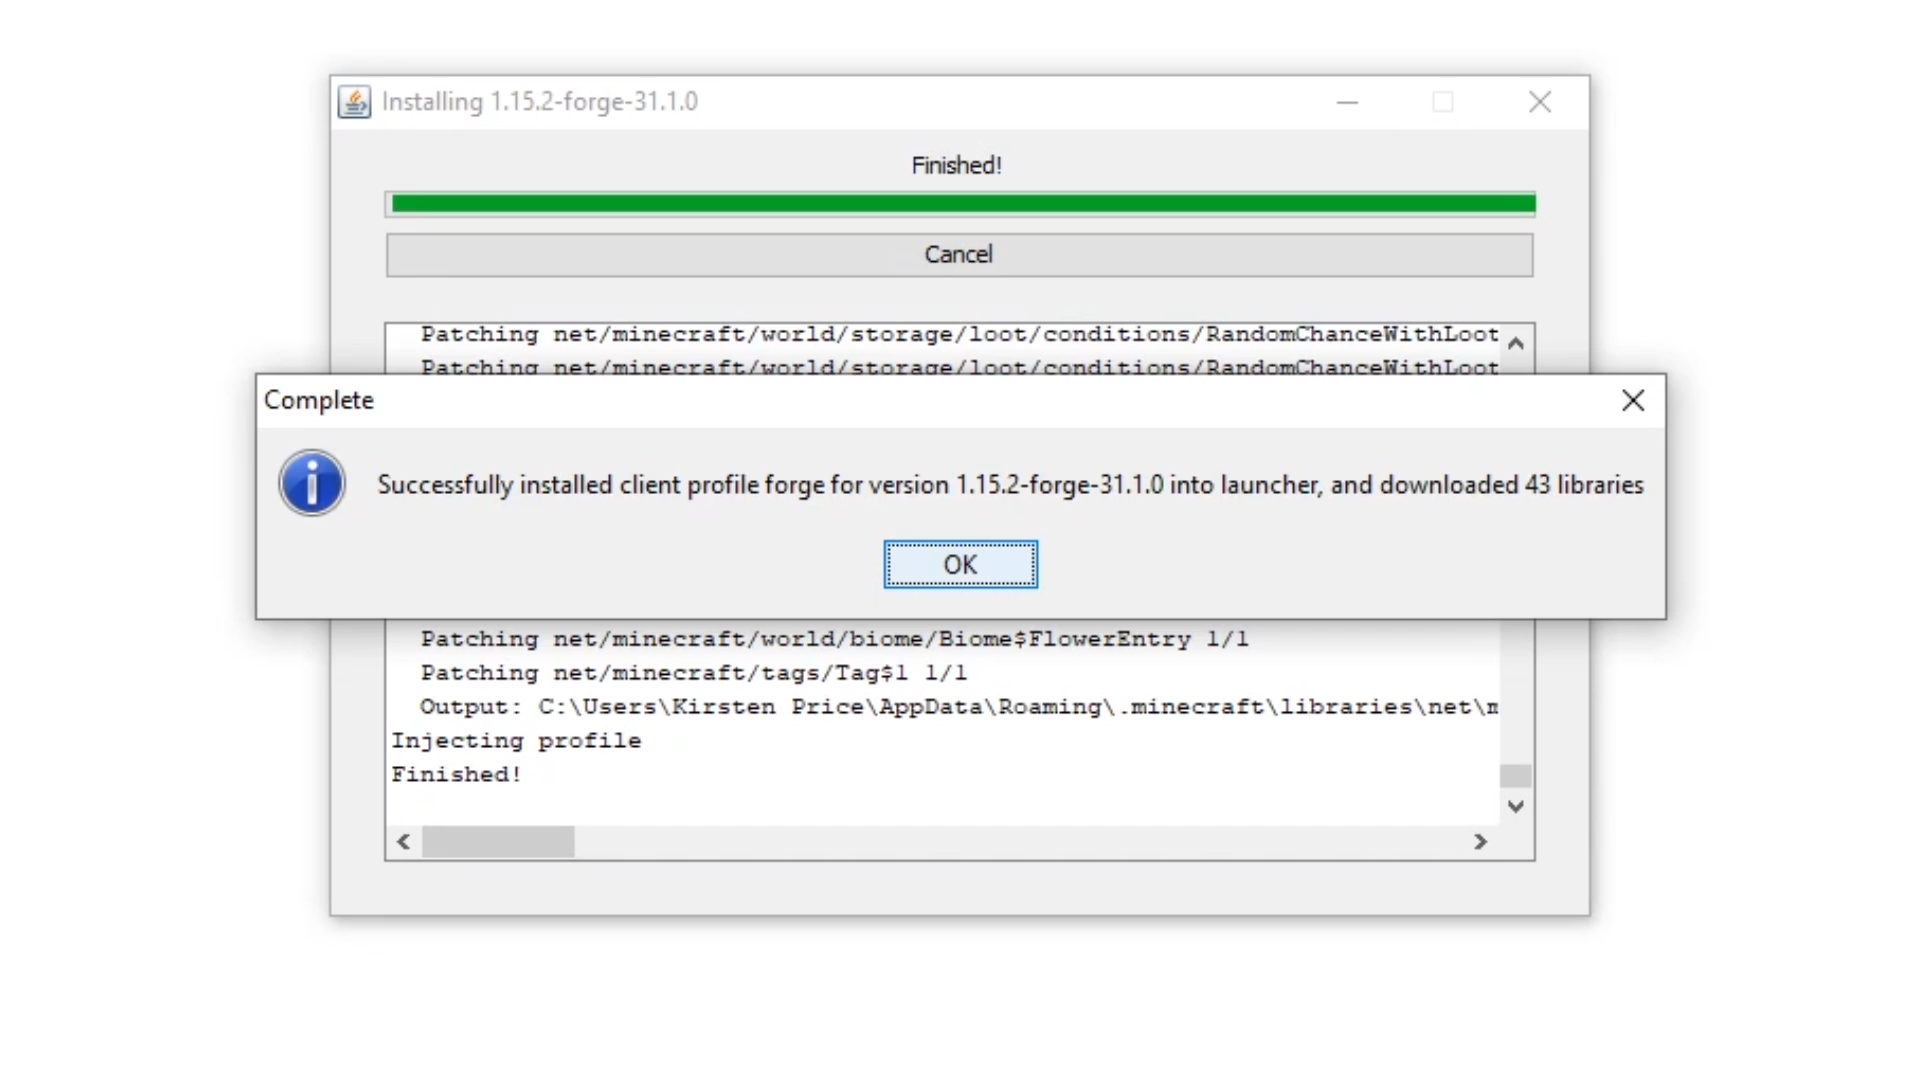 Installing 1.15.2-forge-31.1.0
Finished!
Cancel
Patching net/minecraft/world/storage/loot/conditions/RandomChanceWithLoot
Patching net/minecraft/world/storage/loot/conditions/RandomChanceWithLoot
Complete
Successfully installed client profile forge for version 1.15.2-forge-31.1.0 into launcher, and downloaded 43 libraries
OK
Patching net/minecraft/world/biome/Biome$FlowerEntry 1/1
Patching net/minecraft/tags/Tag$1 1/1
Output: C:\Users\Kirsten Price\AppData\Roaming\.minecraft\libraries\net\m
Injecting profile
Finished!